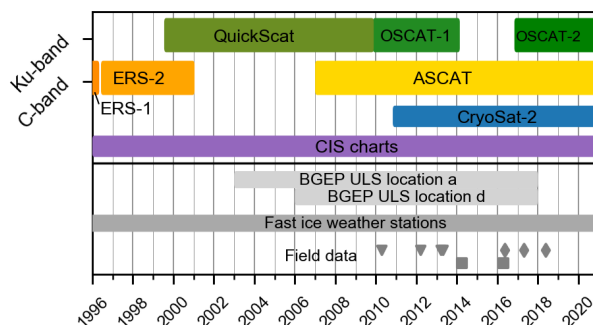 Ku-band
C-band
QuickScat
OSCAT-1
OSCAT-2
ERS-2
ASCAT
ERS-1
CryoSat-2
CIS charts
BGEP ULS location a
BGEP ULS location d
Fast ice weather stations
Field data
1996
1998
2000
2002
2004
2006
2008
2010
2012
2014
2016
2018
2020